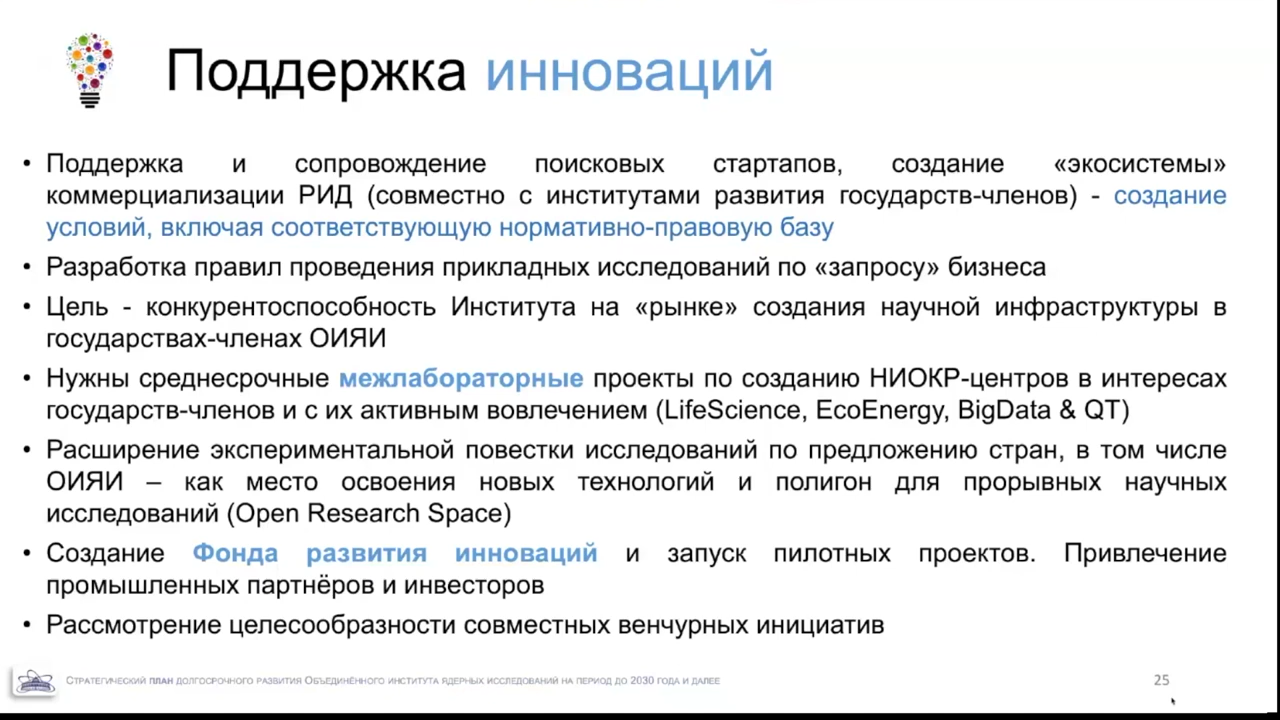 Поддержка инноваций
• Поддержка и сопровождение поисковых стартапов, создание «экосистемы»
коммерциализации РИД (совместно с институтами развития государств-членов) - создание
условий, включая соответствующую нормативно-правовую базу
• Разработка правил проведения прикладных исследований по «запросу» бизнеса
• Цель - конкурентоспособность Института на «рынке» создания научной инфраструктуры в
государствах-членах ОИЯИ
• Нужны среднесрочные межлабораторные проекты по созданию НИОКР-центров в интересах
государств-членов и с их активным вовлечением (LifeScience, EcoEnergy, BigData & QT)
• Расширение экспериментальной повестки исследований по предложению стран, в том числе
ОИЯИ – как место освоения новых технологий и полигон для прорывных научных
исследований (Open Research Space)
• Создание Фонда развития инноваций и запуск пилотных проектов. Привлечение
промышленных партнёров и инвесторов
• Рассмотрение целесообразности совместных венчурных инициатив
Стратегический план долгосрочного развития Объединённого института ядерных исследований на период до 2030 года и далее
25